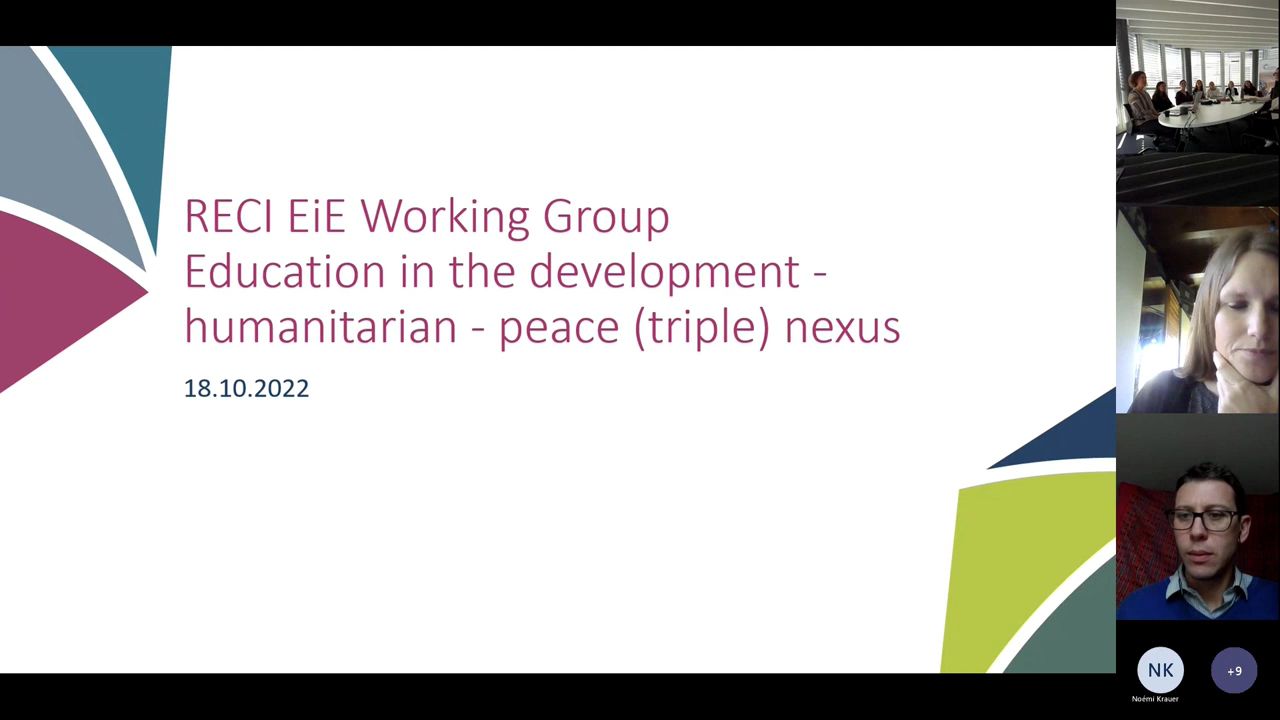 RECI EiE Working Group
Education in the development -
humanitarian - peace (triple) nexus
18.10.2022
NK
+9
Noémi Krauer